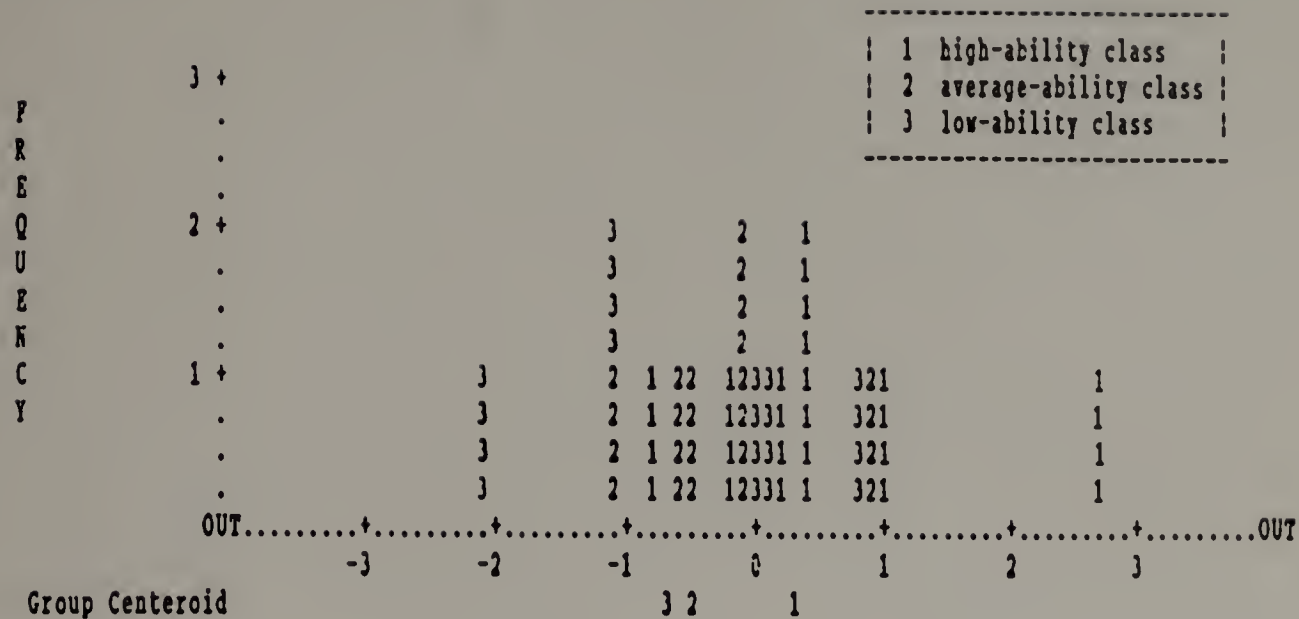 | 1 high-ability class |
3 + | 2 average-ability class |
F . | 3 low-ability class |
R .
E .
Q 2 + 3 2 1
U . 3 2 1
E . 3 2 1
N . 3 2 1
C 1 + 3 2 1 22 12331 1 321 1
Y . 3 2 1 22 12331 1 321 1
. 3 2 1 22 12331 1 321 1
. 3 2 1 22 12331 1 321 1
OUT.........+.........+.........+.........+.........+.........+.........+.........OUT
-3 -2 -1 0 1 2 3
Group Centeroid 3 2 1